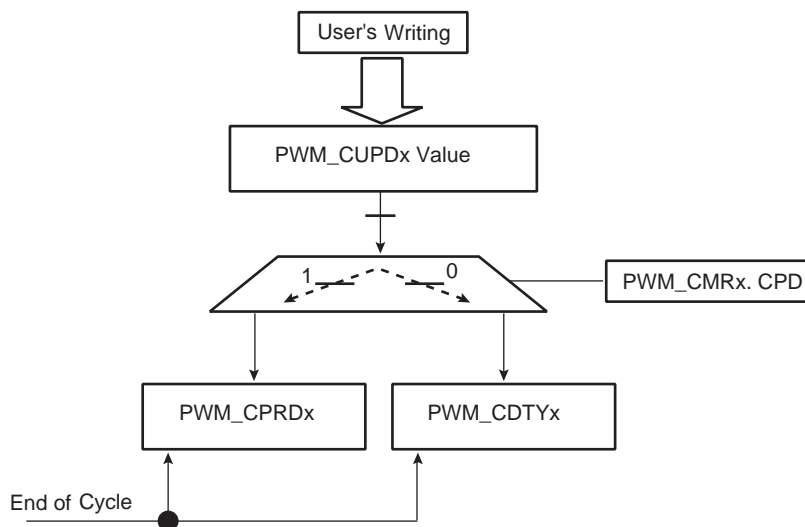 User's Writing
PWM_CUPDx Value
1
0
PWM_CMRx. CPD
PWM_CPRDx
PWM_CDTYx
End of Cycle